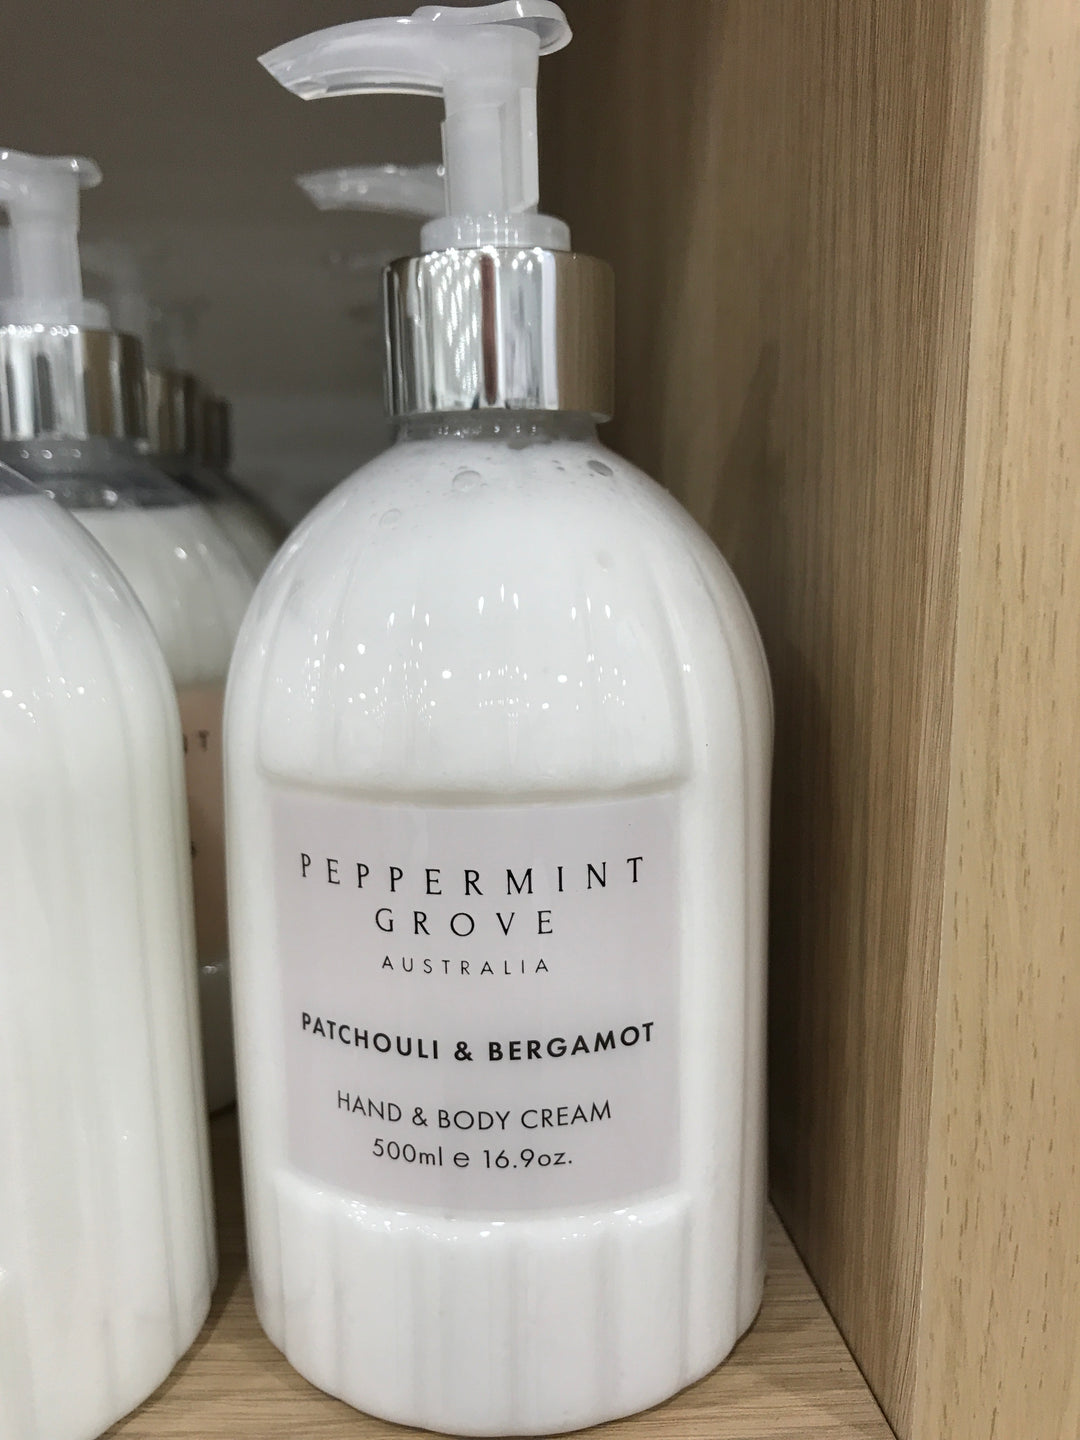 PEPPERMINT
GROVE
AUSTRALIA
PATCHOULI & BERGAMOT
HAND & BODY CREAM
500ml e 16.9oz.